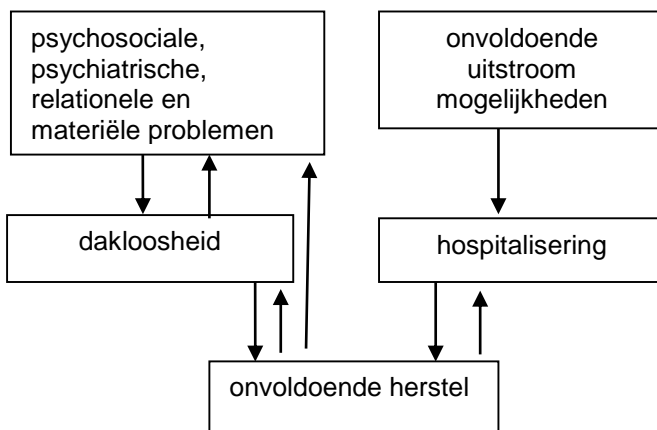 psychosociale,
psychiatrische,
relationele en
materiële problemen
onvoldoende
uitstroom
mogelijkheden
dakloosheid
hospitalisering
onvoldoende herstel